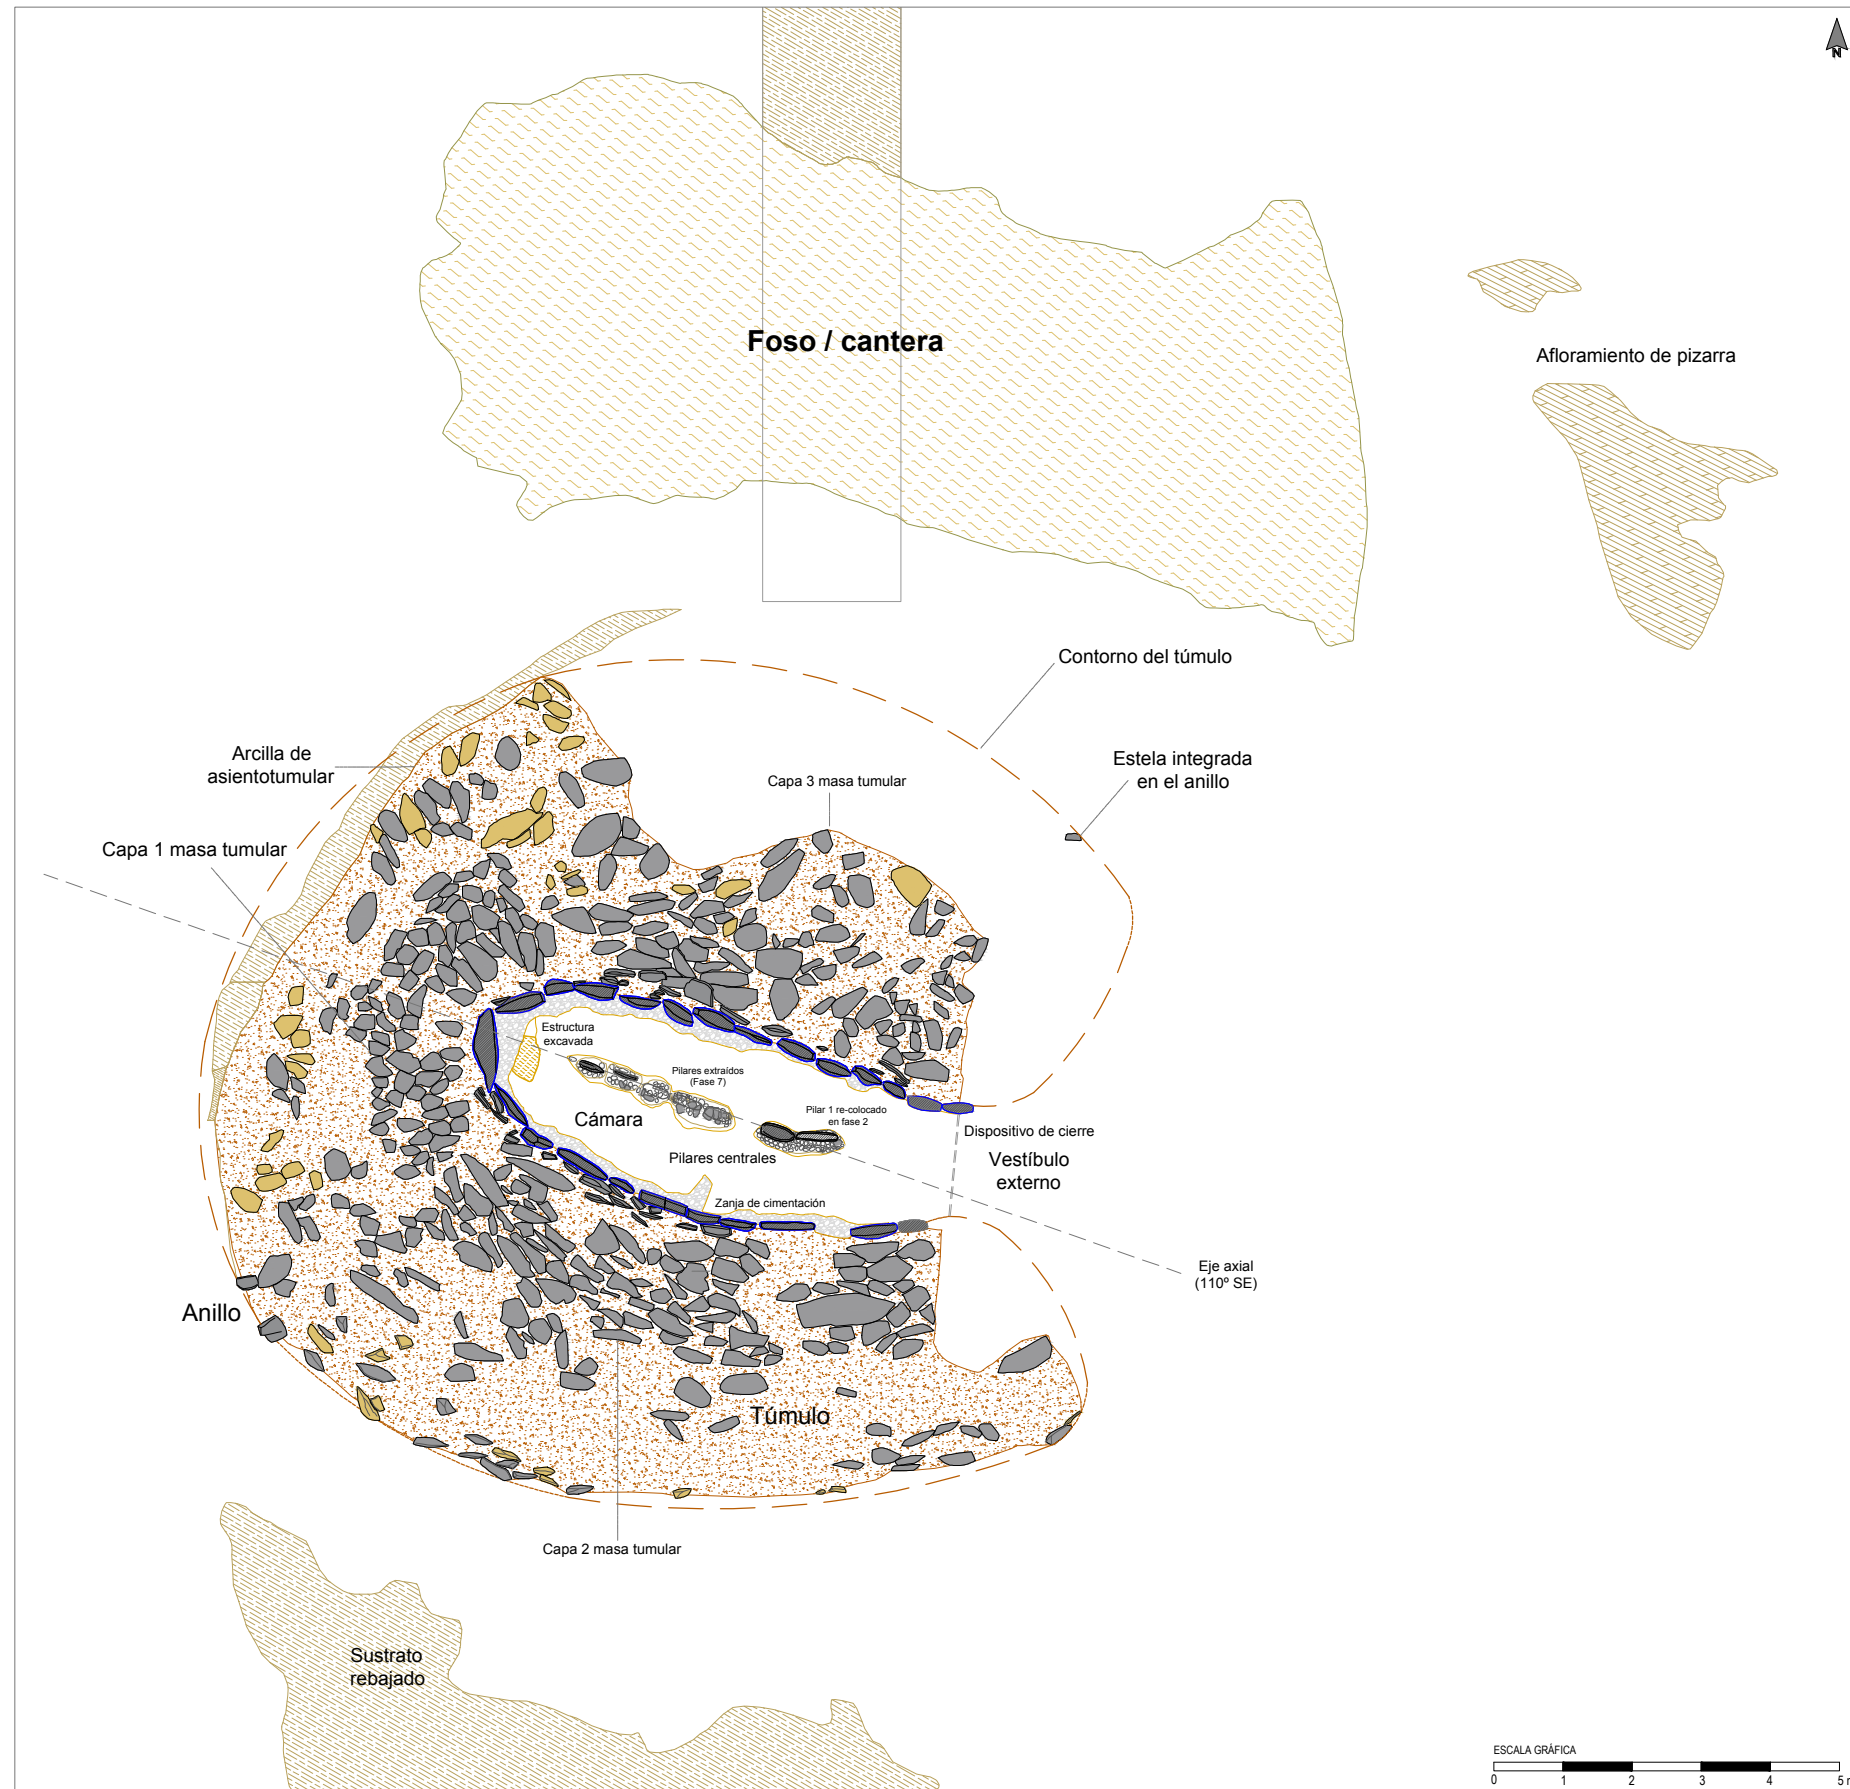 N
Foso / cantera
Afloramiento de pizarra
Contorno del túmulo
Arcilla de
asientotumular
Estela integrada
en el anillo
Capa 3 masa tumular
Capa 1 masa tumular
Estructura
excavada
Pilares extraídos
(Fase 7)
Pilar 1 re-colocado
en fase 2
Cámara
Dispositivo de cierre
Pilares centrales
Vestíbulo
externo
Zanja de cimentación
Eje axial
(110º SE)
Anillo
Túmulo
Capa 2 masa tumular
Sustrato
rebajado
ESCALA GRÁFICA
0 1 2 3 4 5